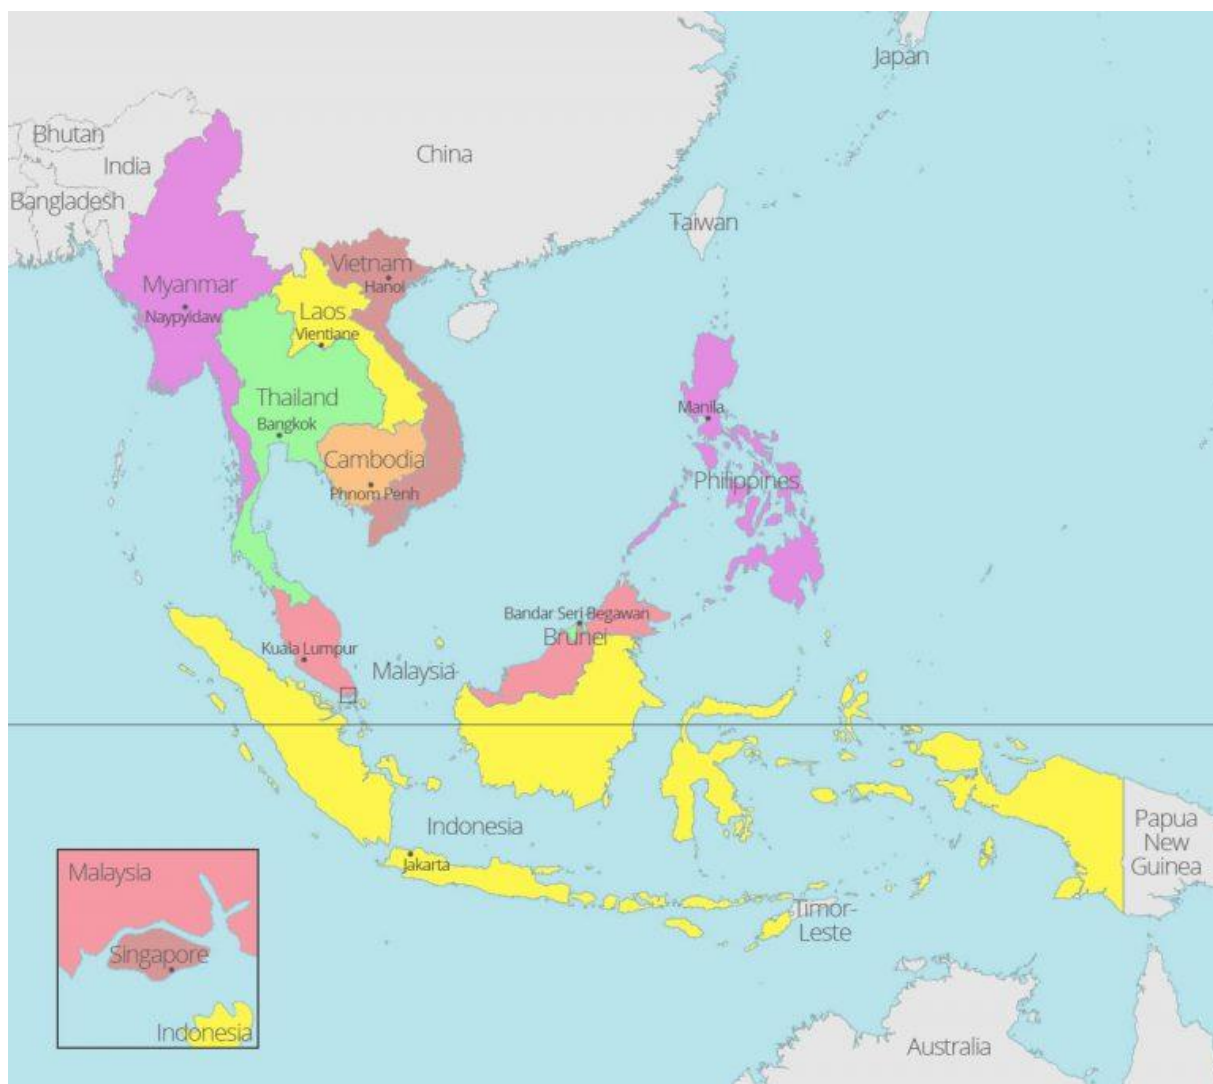 Japan
Bhutan
India
China
Bangladesh
Taiwan
Vietnam
Hanoi
Myanmar
Naypyidaw
Laos
Vientiane
Thailand
Bangkok
Manila
Cambodia
Phnom Penh
Philippines
Bandar Seri Begawan
Brunei
Kuala Lumpur
Malaysia
Indonesia
Jakarta
Papua
New
Guinea
Timor-
Leste
Malaysia
Singapore
Indonesia
Australia